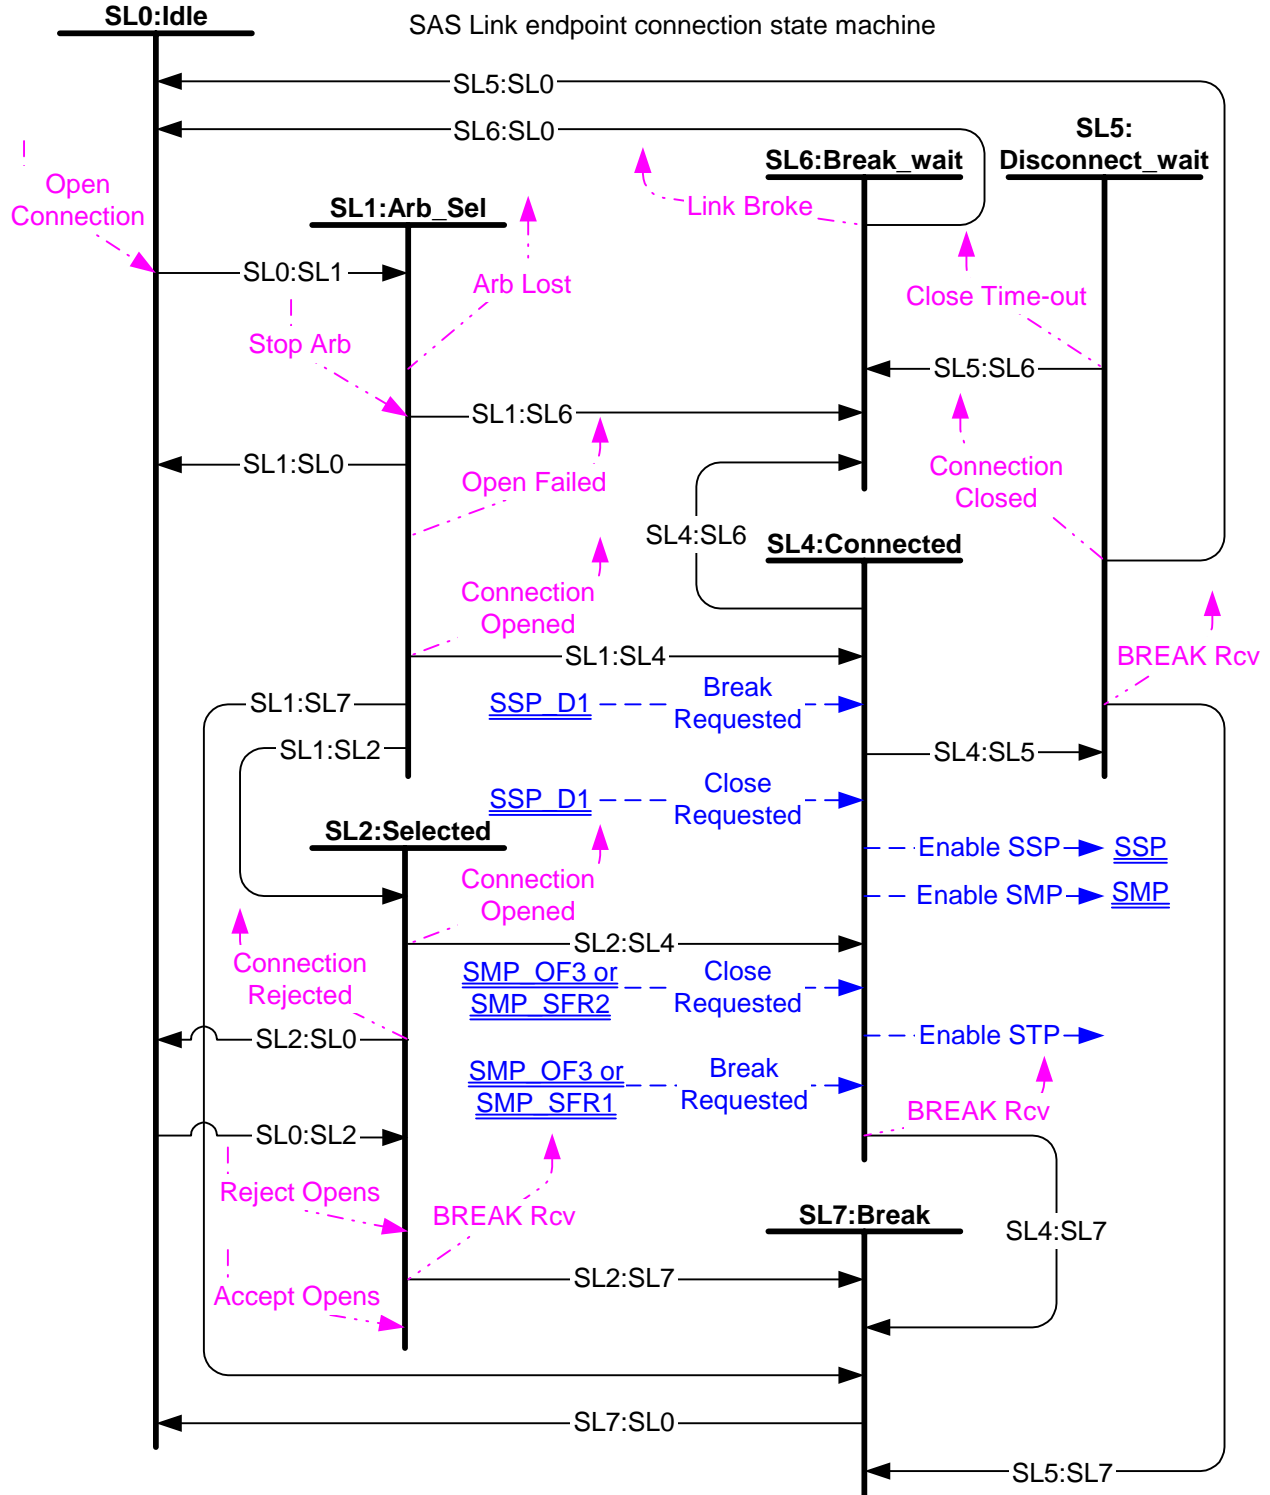 SL0:Idle
SAS Link endpoint connection state machine
SL5:SL0
SL6:SL0
SL5:
Disconnect_wait
SL6:Break_wait
Open
Connection
SL1:Arb_Sel
Link Broke
SL0:SL1
Arb Lost
Close Time-out
Stop Arb
SL5:SL6
SL1:SL6
SL1:SL0
Open Failed
Connection
Closed
SL4:SL6
SL4:Connected
Connection
Opened
SL1:SL4
BREAK Rcv
SL1:SL7
SSP_D1
Break
Requested
SL1:SL2
SL4:SL5
SSP_D1
Close
Requested
SL2:Selected
Enable SSP
SSP
Connection
Opened
Enable SMP
SMP
SL2:SL4
Connection
Rejected
SMP_OF3 or
SMP_SFR2
Close
Requested
SL2:SL0
Enable STP
SMP_OF3 or
SMP_SFR1
Break
Requested
BREAK Rcv
SL0:SL2
Reject Opens
BREAK Rcv
SL7:Break
SL4:SL7
SL2:SL7
Accept Opens
SL7:SL0
SL5:SL7